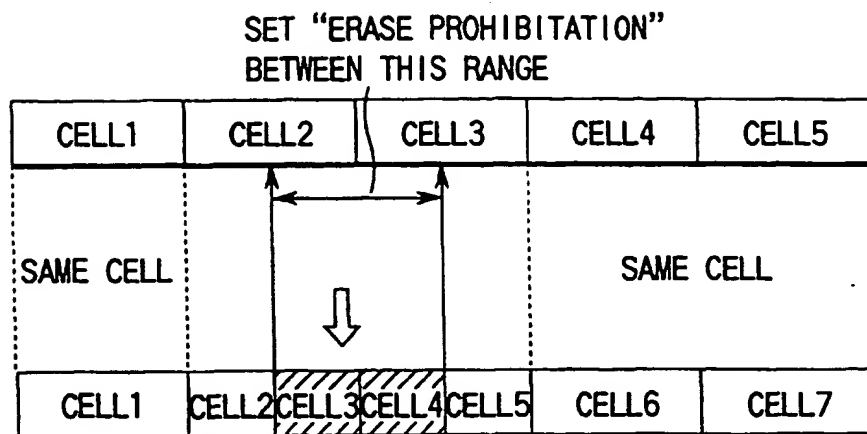 SET “ERASE PROHIBITATION”
BETWEEN THIS RANGE
CELL1 CELL2 CELL3 CELL4 CELL5
SAME CELL SAME CELL
CELL1 CELL2 CELL3 CELL4 CELL5 CELL6 CELL7